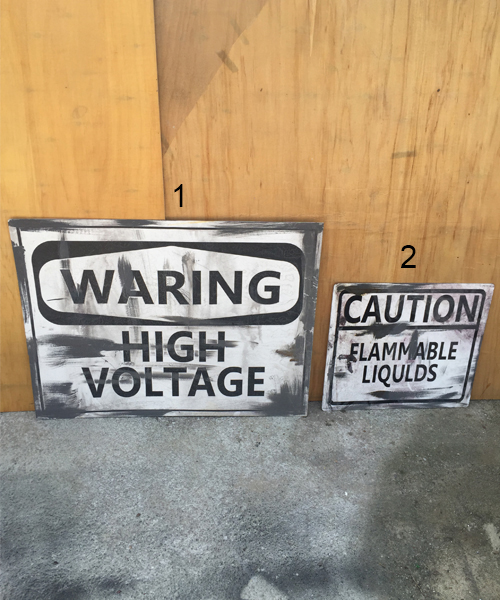 1
WARING
HIGH
VOLTAGE
2
CAUTION
FLAMMABLE
LIQULDS